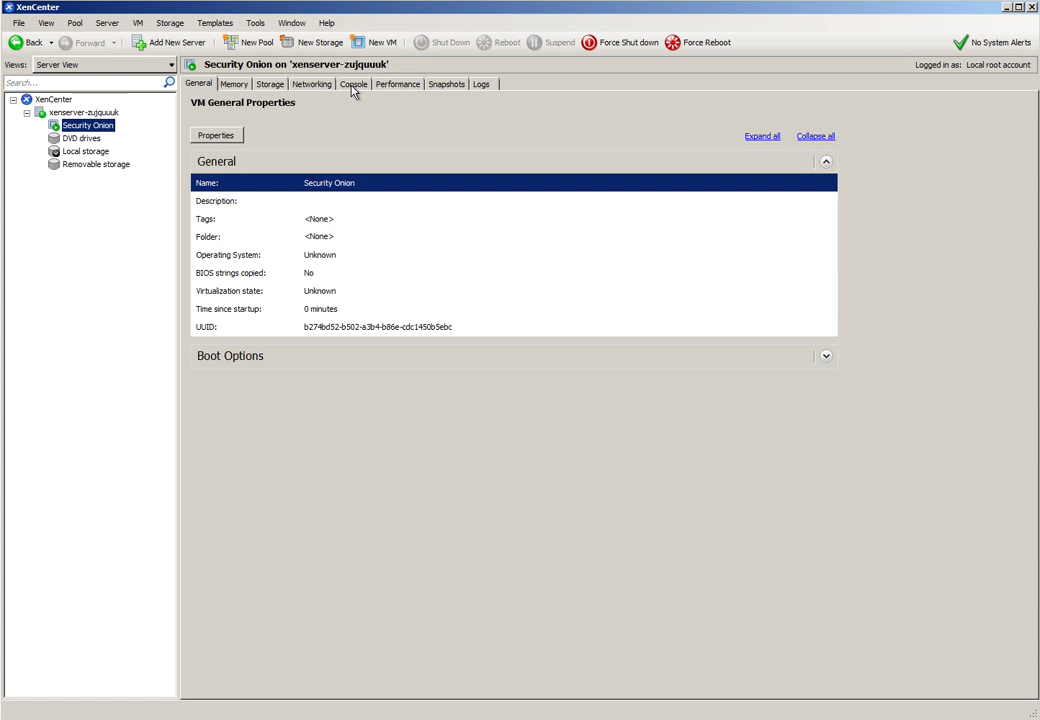 XenCenter
File View Pool Server VM Storage Templates Tools Window Help
Back Forward Add New Server New Pool New Storage New VM Shut Down Reboot Suspend Force Shut down Force Reboot No System Alerts
Views: Server View
Security Onion on 'xenserver-zujquuuk' Logged in as: Local root account
Search...
General Memory Storage Networking Console Performance Snapshots Logs
XenCenter
xenserver-zujquuuk
Security Onion
DVD drives
Local storage
Removable storage
VM General Properties
Properties Expand all Collapse all
General
Name: Security Onion
Description:
Tags: <None>
Folder: <None>
Operating System: Unknown
BIOS strings copied: No
Virtualization state: Unknown
Time since startup: 0 minutes
UUID: b274bd52-b502-a3b4-b86e-cdc1450b5ebc
Boot Options